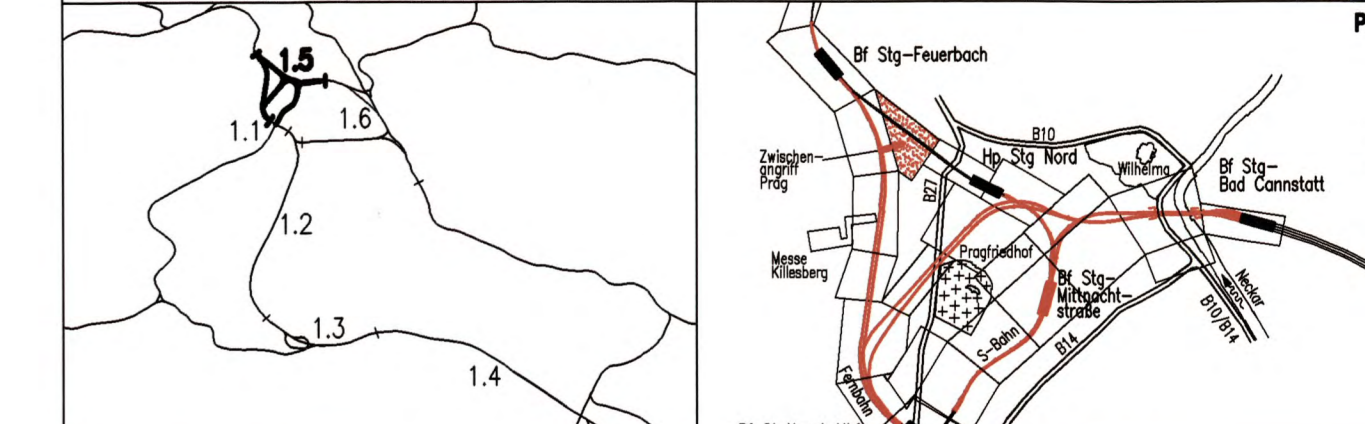 1.5
1.6
1.1
1.2
1.3
1.4
P
Bf Stg-Feuerbach
B10
Zwischen-
angriff
Prag
Hp Stg Nord
Wilhelma
Bf Stg-
Bad Cannstatt
B27
Messe
Killesberg
Pragfriedhof
Bf Stg-
Mittnacht-
straße
Neckar
B10/B14
S-Bahn
B14
Fernbahn